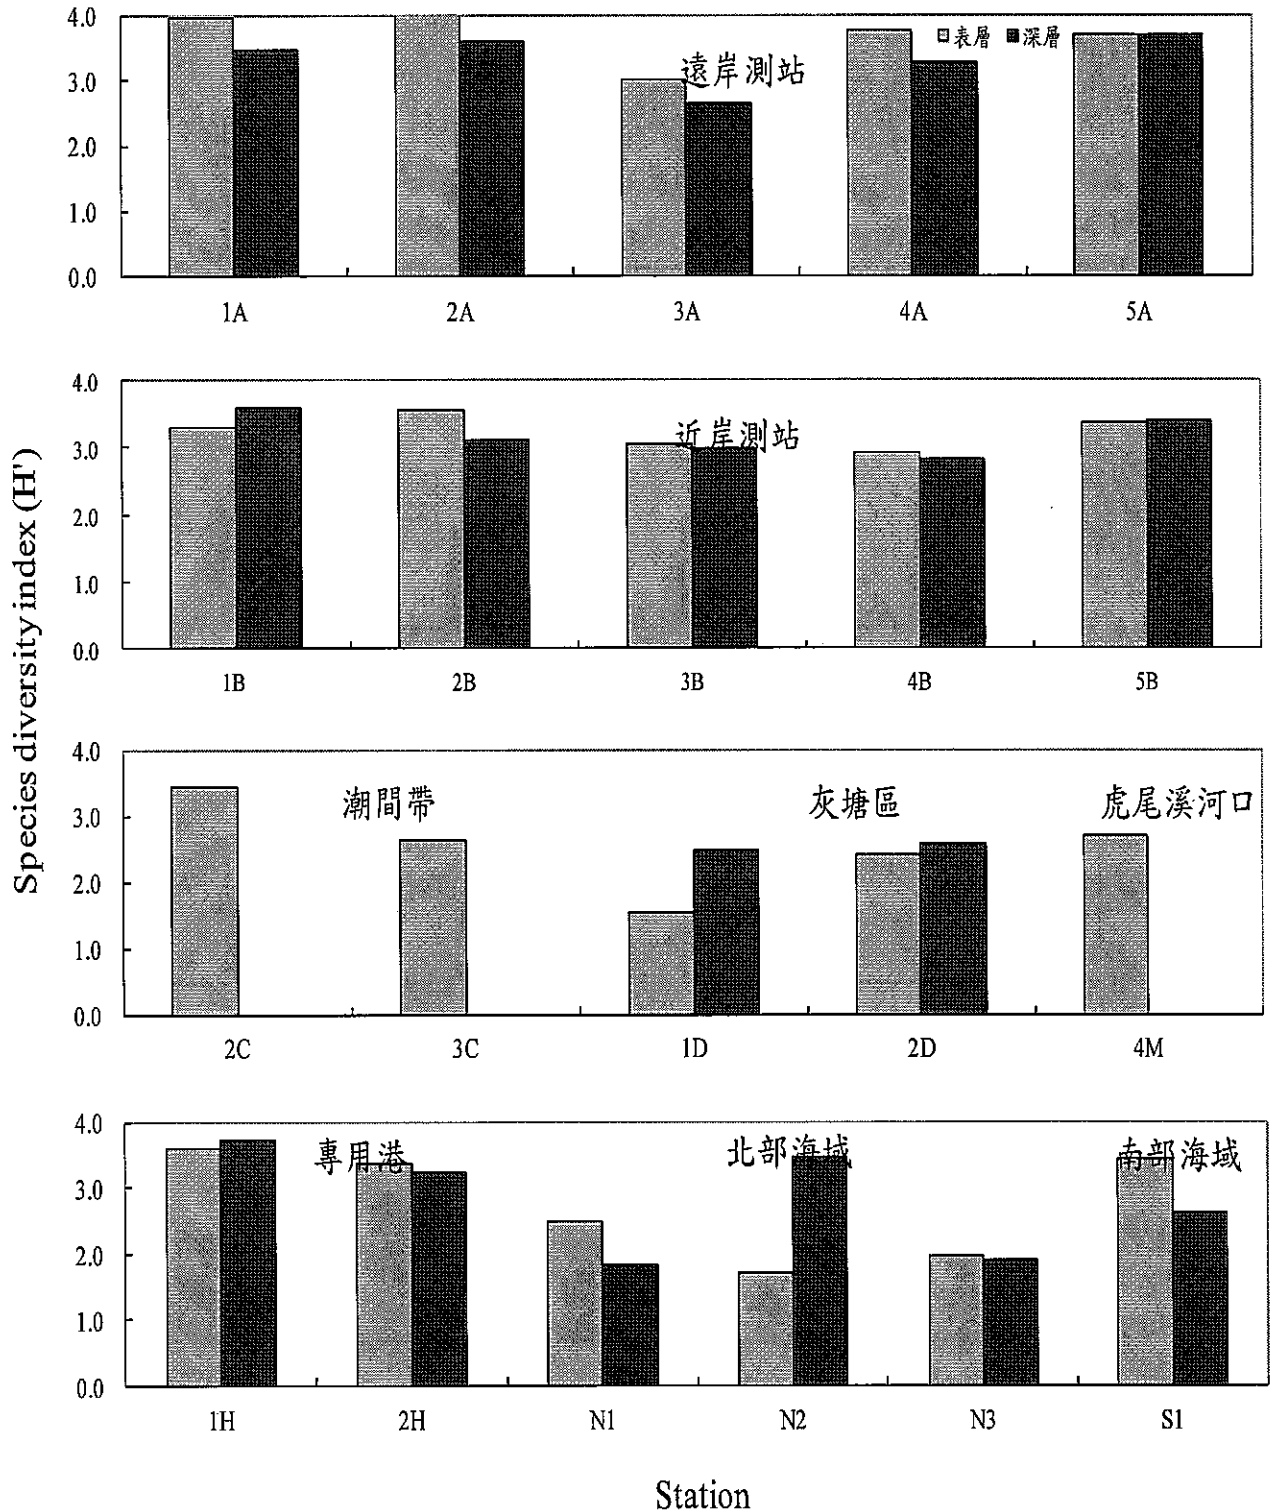 Species diversity index (H')
4.0
3.0
2.0
1.0
0.0
□表層 ■深層
遠岸測站
1A 2A 3A 4A 5A
4.0
3.0
2.0
1.0
0.0
近岸測站
1B 2B 3B 4B 5B
4.0
3.0
2.0
1.0
0.0
潮間帶 灰塘區 虎尾溪河口
2C 3C 1D 2D 4M
4.0
3.0
2.0
1.0
0.0
專用港 北部海域 南部海域
1H 2H N1 N2 N3 S1
Station